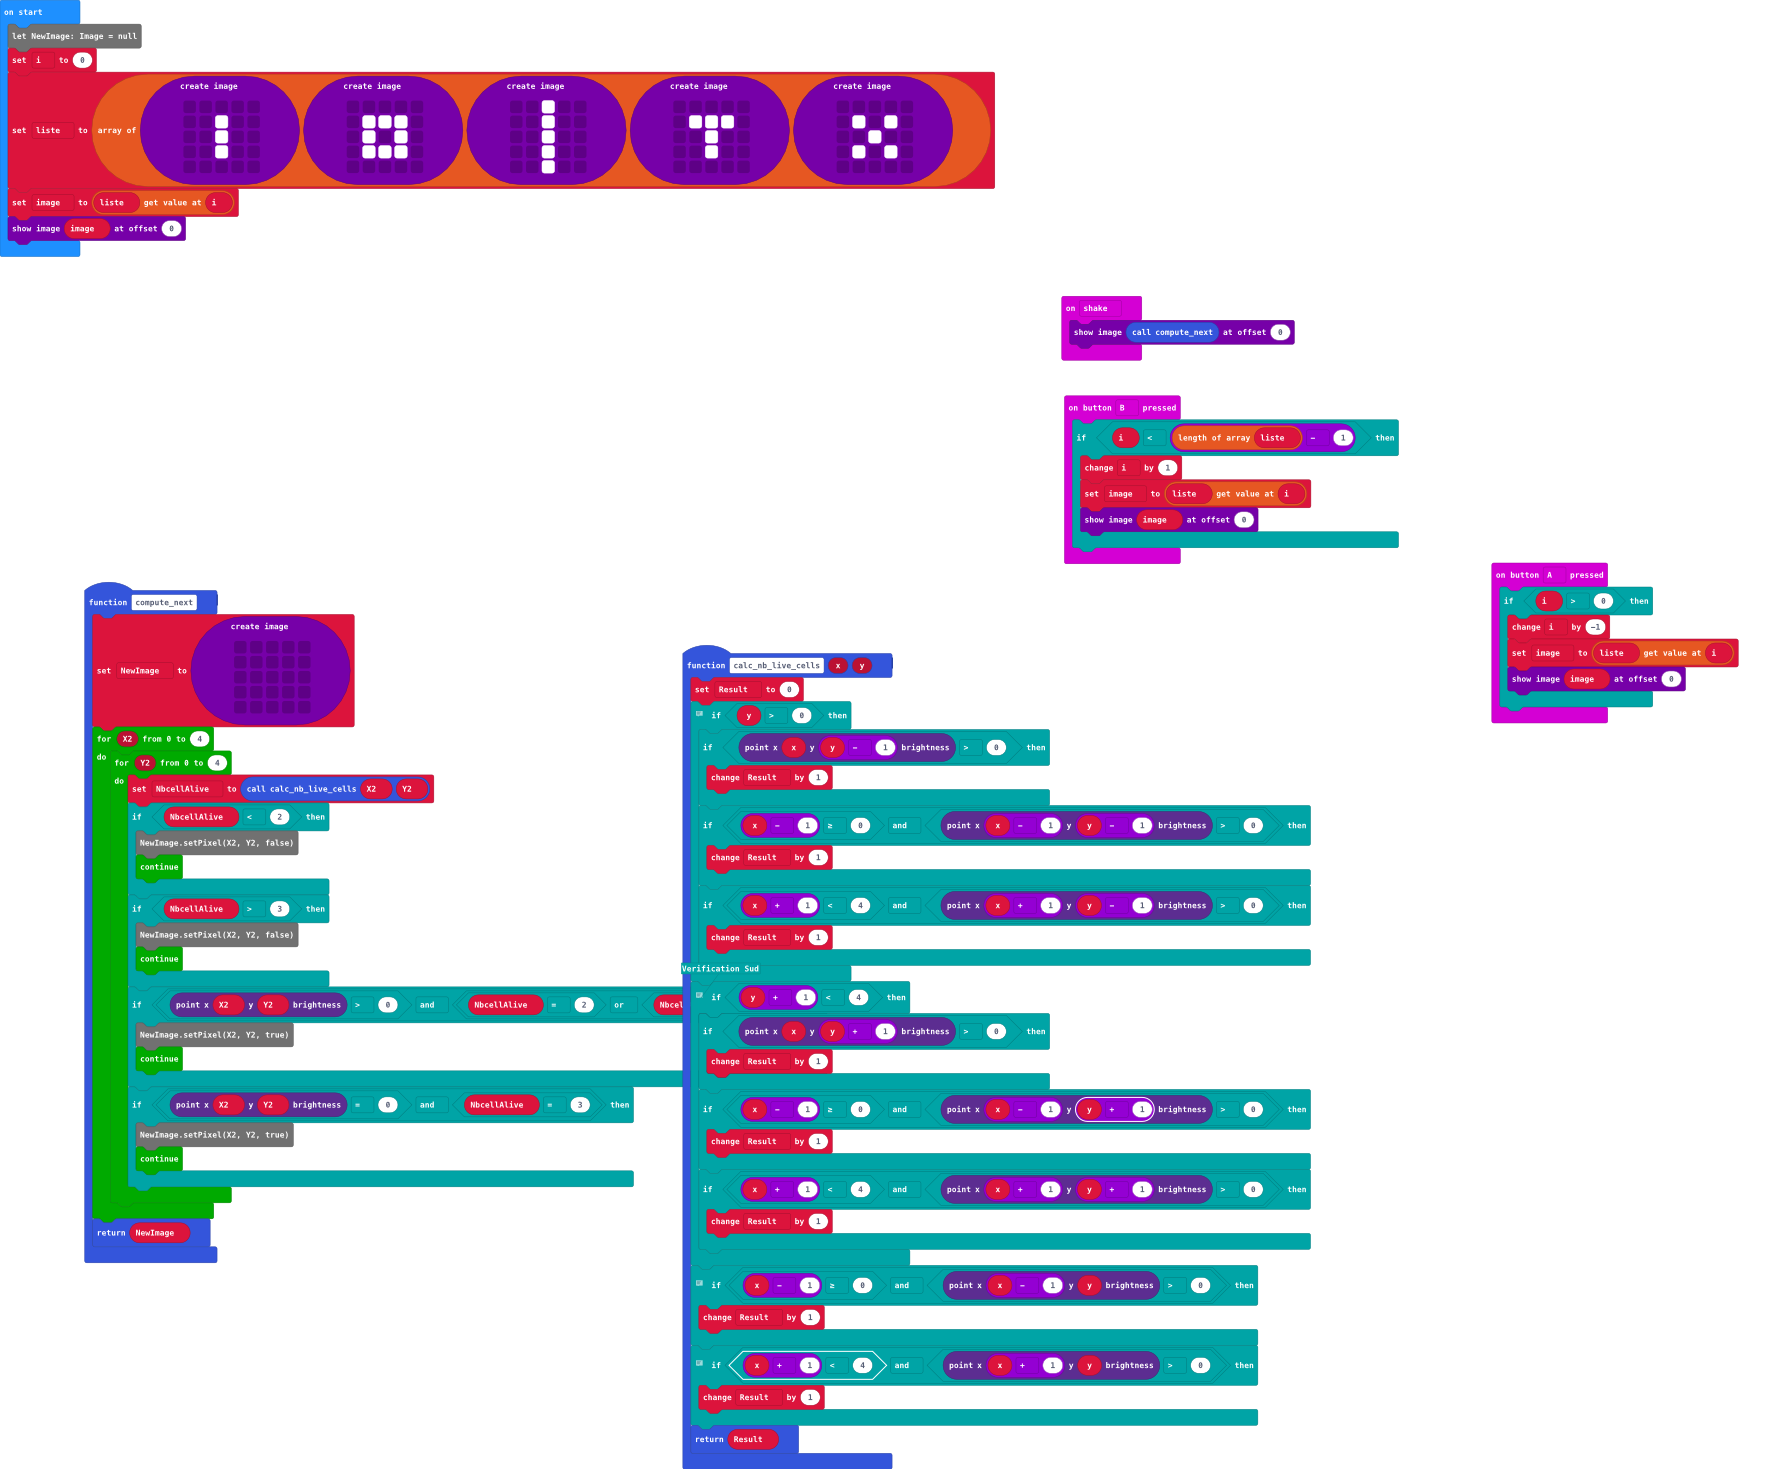 on start
let NewImage: Image = null
set i to 0
create image create image create image create image create image
set liste to array of
set image to liste get value at i
show image image at offset 0
on shake
show image call compute_next at offset 0
on button B pressed
if i < length of array liste - 1 then
change i by 1
set image to liste get value at i
show image image at offset 0
on button A pressed
if i > 0 then
change i by -1
set image to liste get value at i
show image image at offset 0
function compute_next
create image
set NewImage to
for X2 from 0 to 4
do for Y2 from 0 to 4
do set NbcellAlive to call calc_nb_live_cells X2 Y2
if NbcellAlive < 2 then
NewImage.setPixel(X2, Y2, false)
continue
if NbcellAlive > 3 then
NewImage.setPixel(X2, Y2, false)
continue
if point x X2 y Y2 brightness > 0 and NbcellAlive = 2 or Nbcel
NewImage.setPixel(X2, Y2, true)
continue
if point x X2 y Y2 brightness = 0 and NbcellAlive = 3 then
NewImage.setPixel(X2, Y2, true)
continue
return NewImage
function calc_nb_live_cells x y
set Result to 0
if y > 0 then
if point x x y y - 1 brightness > 0 then
change Result by 1
if x - 1 ≥ 0 and point x x - 1 y y - 1 brightness > 0 then
change Result by 1
if x + 1 < 4 and point x x + 1 y y - 1 brightness > 0 then
change Result by 1
Verification Sud
if y + 1 < 4 then
if point x x y y + 1 brightness > 0 then
change Result by 1
if x - 1 ≥ 0 and point x x - 1 y y + 1 brightness > 0 then
change Result by 1
if x + 1 < 4 and point x x + 1 y y + 1 brightness > 0 then
change Result by 1
if x - 1 ≥ 0 and point x x - 1 y y brightness > 0 then
change Result by 1
if x + 1 < 4 and point x x + 1 y y brightness > 0 then
change Result by 1
return Result